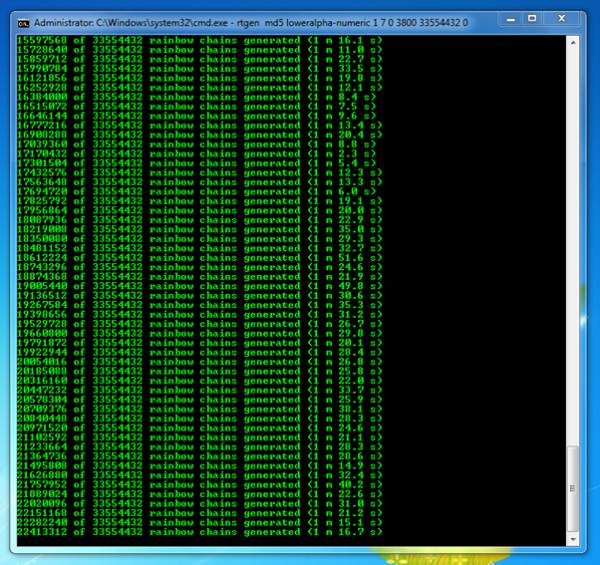 Administrator: C:\Windows\system32\cmd.exe - rtgen md5 loweralpha-numeric 1 7 0 3800 33554432 0
15597568 of 33554432 rainbow chains generated (1 m 16.1 s)
15728640 of 33554432 rainbow chains generated (1 m 11.0 s)
15859712 of 33554432 rainbow chains generated (1 m 22.7 s)
15990784 of 33554432 rainbow chains generated (1 m 33.5 s)
16121856 of 33554432 rainbow chains generated (1 m 19.8 s)
16252928 of 33554432 rainbow chains generated (1 m 12.1 s)
16384000 of 33554432 rainbow chains generated (1 m 8.4 s)
16515072 of 33554432 rainbow chains generated (1 m 7.5 s)
16646144 of 33554432 rainbow chains generated (1 m 9.6 s)
16777216 of 33554432 rainbow chains generated (1 m 13.4 s)
16908288 of 33554432 rainbow chains generated (1 m 20.4 s)
17039360 of 33554432 rainbow chains generated (1 m 8.8 s)
17170432 of 33554432 rainbow chains generated (1 m 2.3 s)
17301504 of 33554432 rainbow chains generated (1 m 5.4 s)
17432576 of 33554432 rainbow chains generated (1 m 12.3 s)
17563648 of 33554432 rainbow chains generated (1 m 13.3 s)
17694720 of 33554432 rainbow chains generated (1 m 6.0 s)
17825792 of 33554432 rainbow chains generated (1 m 19.1 s)
17956864 of 33554432 rainbow chains generated (1 m 20.0 s)
18087936 of 33554432 rainbow chains generated (1 m 22.9 s)
18219008 of 33554432 rainbow chains generated (1 m 35.0 s)
18350080 of 33554432 rainbow chains generated (1 m 29.3 s)
18481152 of 33554432 rainbow chains generated (1 m 32.7 s)
18612224 of 33554432 rainbow chains generated (1 m 51.6 s)
18743296 of 33554432 rainbow chains generated (1 m 24.6 s)
18874368 of 33554432 rainbow chains generated (1 m 21.9 s)
19005440 of 33554432 rainbow chains generated (1 m 49.8 s)
19136512 of 33554432 rainbow chains generated (1 m 30.6 s)
19267584 of 33554432 rainbow chains generated (1 m 35.3 s)
19398656 of 33554432 rainbow chains generated (1 m 31.2 s)
19529728 of 33554432 rainbow chains generated (1 m 26.7 s)
19660800 of 33554432 rainbow chains generated (1 m 29.8 s)
19791872 of 33554432 rainbow chains generated (1 m 20.1 s)
19922944 of 33554432 rainbow chains generated (1 m 28.4 s)
20054016 of 33554432 rainbow chains generated (1 m 26.8 s)
20185088 of 33554432 rainbow chains generated (1 m 25.8 s)
20316160 of 33554432 rainbow chains generated (1 m 22.0 s)
20447232 of 33554432 rainbow chains generated (1 m 33.7 s)
20578304 of 33554432 rainbow chains generated (1 m 25.9 s)
20709376 of 33554432 rainbow chains generated (1 m 38.1 s)
20840448 of 33554432 rainbow chains generated (1 m 28.3 s)
20971520 of 33554432 rainbow chains generated (1 m 24.6 s)
21102592 of 33554432 rainbow chains generated (1 m 21.1 s)
21233664 of 33554432 rainbow chains generated (1 m 28.3 s)
21364736 of 33554432 rainbow chains generated (1 m 28.6 s)
21495808 of 33554432 rainbow chains generated (1 m 14.9 s)
21626880 of 33554432 rainbow chains generated (1 m 32.4 s)
21757952 of 33554432 rainbow chains generated (1 m 40.2 s)
21889024 of 33554432 rainbow chains generated (1 m 22.6 s)
22020096 of 33554432 rainbow chains generated (1 m 31.0 s)
22151168 of 33554432 rainbow chains generated (1 m 21.2 s)
22282240 of 33554432 rainbow chains generated (1 m 15.1 s)
22413312 of 33554432 rainbow chains generated (1 m 16.7 s)